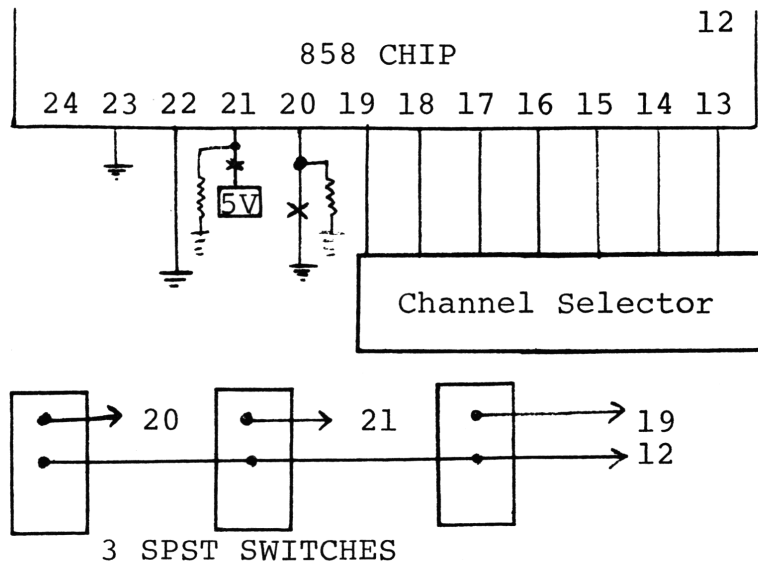 12
858 CHIP
24 23 22 21 20 19 18 17 16 15 14 13
5V
Channel Selector
20 21 19
12
3 SPST SWITCHES